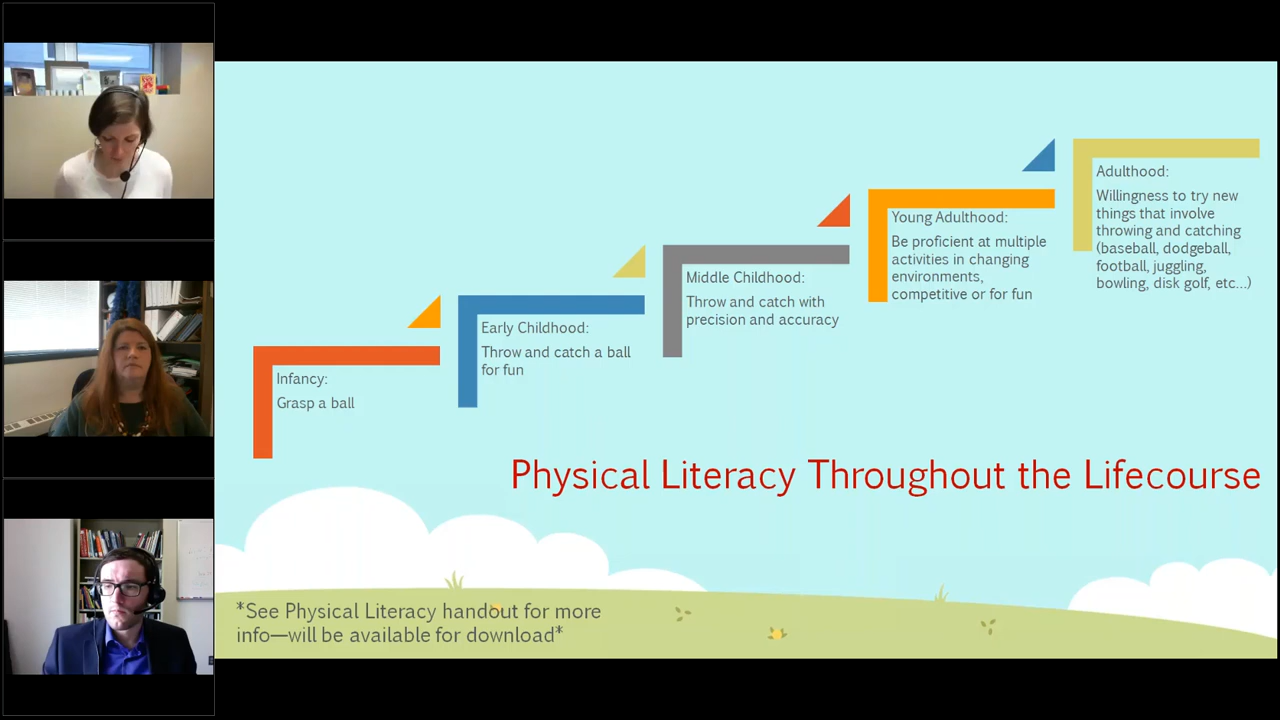 Infancy:
Grasp a ball
Early Childhood:
Throw and catch a ball
for fun
Middle Childhood:
Throw and catch with
precision and accuracy
Young Adulthood:
Be proficient at multiple
activities in changing
environments,
competitive or for fun
Adulthood:
Willingness to try new
things that involve
throwing and catching
(baseball, dodgeball,
football, juggling,
bowling, disk golf, etc...)
Physical Literacy Throughout the Lifecourse
*See Physical Literacy handout for more
info—will be available for download*